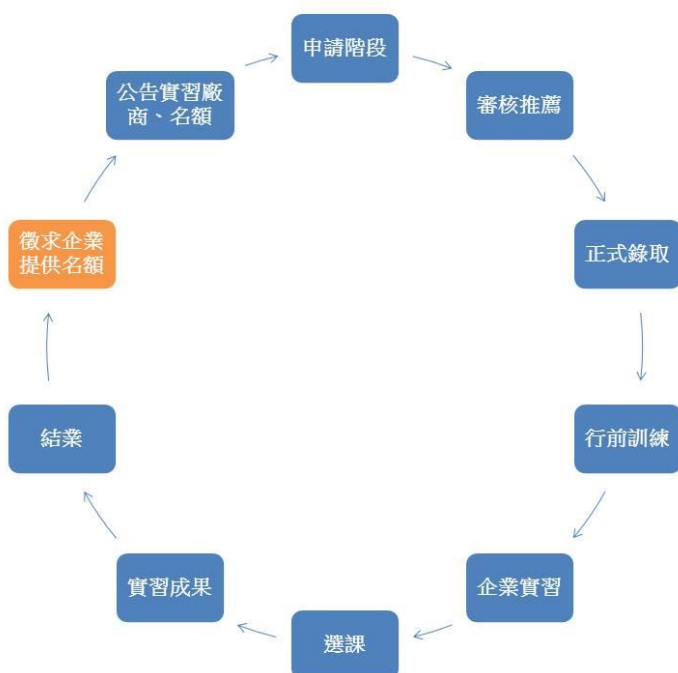 申請階段
審核推薦
正式錄取
行前訓練
企業實習
選課
實習成果
結業
徵求企業
提供名額
公告實習廠
商、名額